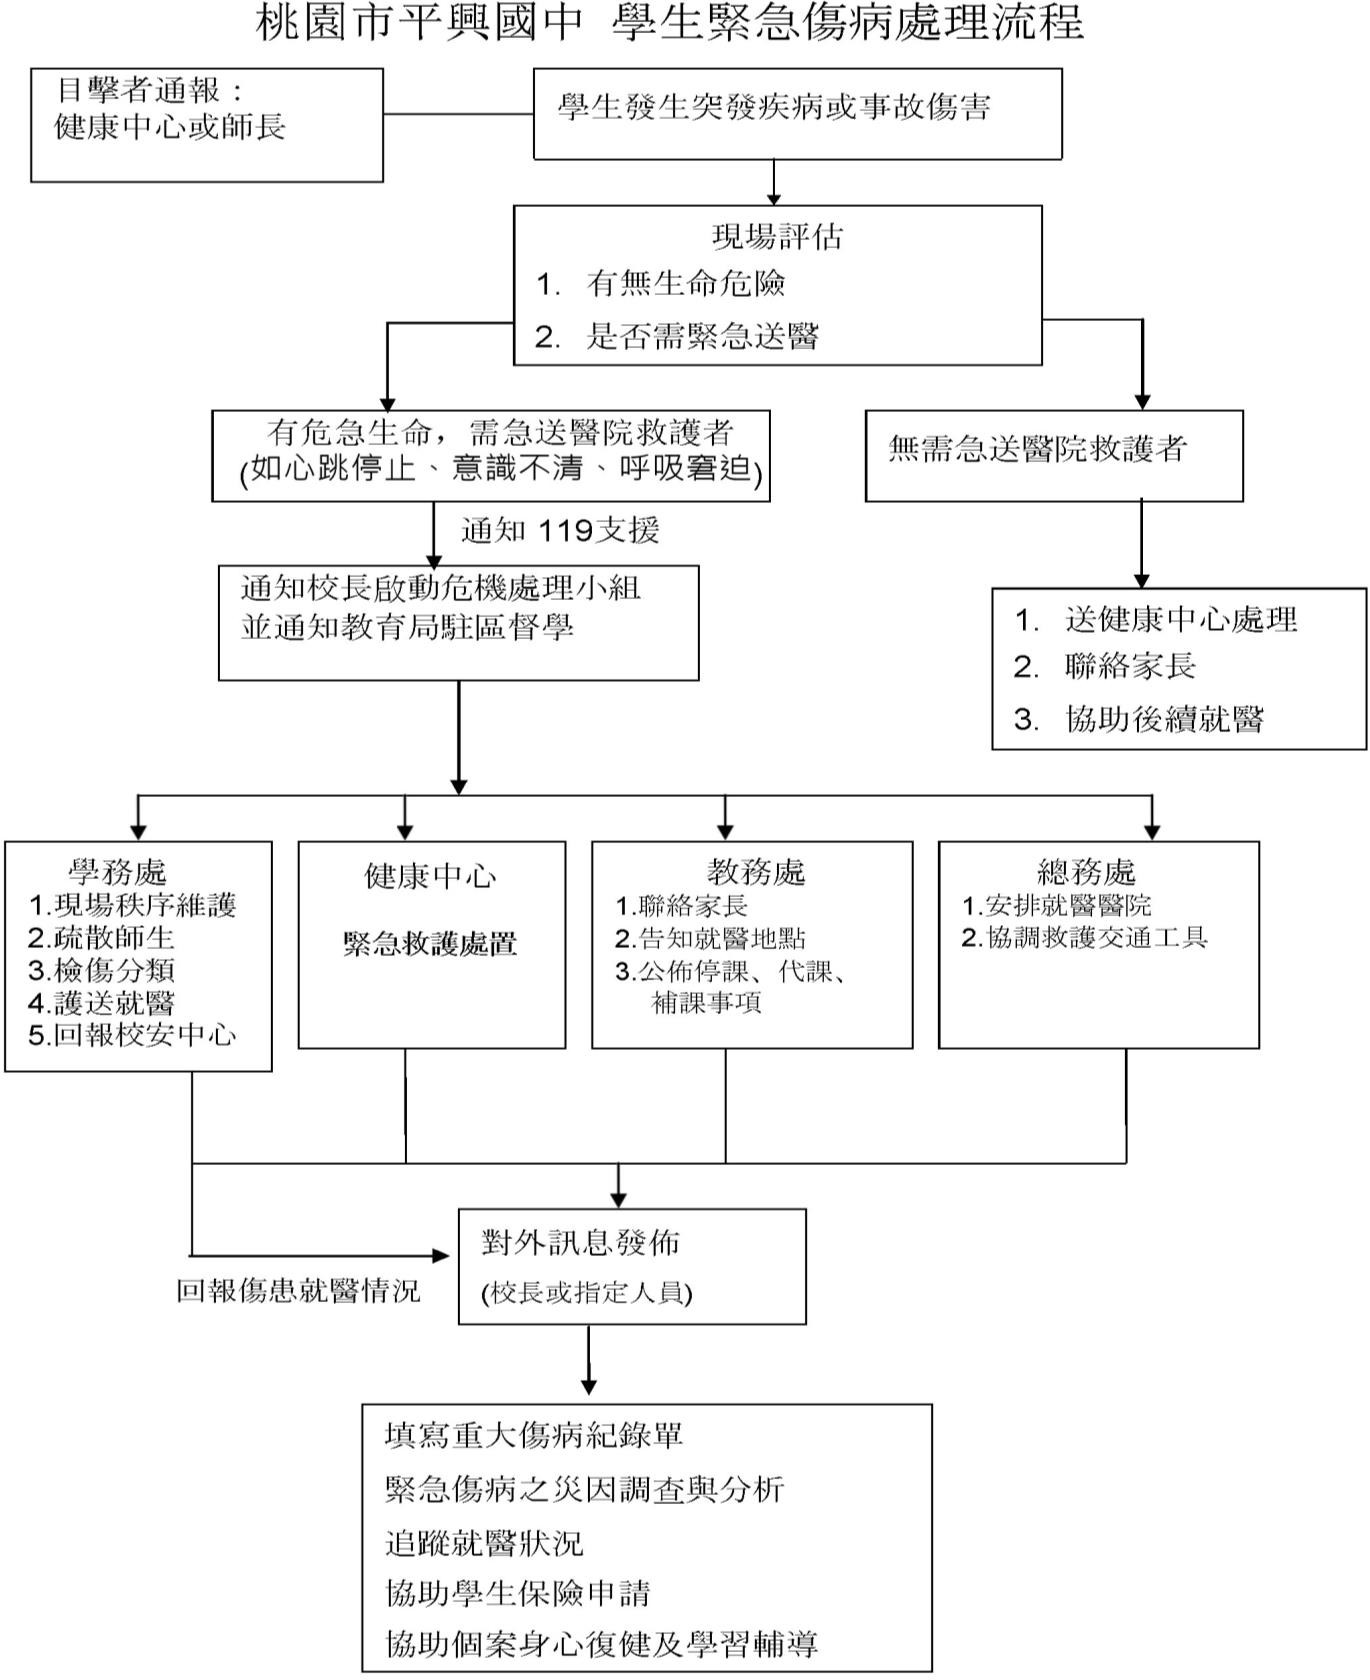 桃園市平興國中 學生緊急傷病處理流程
目擊者通報：
健康中心或師長
學生發生突發疾病或事故傷害
現場評估
1. 有無生命危險
2. 是否需緊急送醫
有危急生命，需急送醫院救護者
(如心跳停止、意識不清、呼吸窘迫)
無需急送醫院救護者
通知 119支援
通知校長啟動危機處理小組
並通知教育局駐區督學
1. 送健康中心處理
2. 聯絡家長
3. 協助後續就醫
學務處
1.現場秩序維護
2.疏散師生
3.檢傷分類
4.護送就醫
5.回報校安中心
健康中心
緊急救護處置
教務處
1.聯絡家長
2.告知就醫地點
3.公佈停課、代課、
補課事項
總務處
1.安排就醫醫院
2.協調救護交通工具
對外訊息發佈
(校長或指定人員)
回報傷患就醫情況
填寫重大傷病紀錄單
緊急傷病之災因調查與分析
追蹤就醫狀況
協助學生保險申請
協助個案身心復健及學習輔導